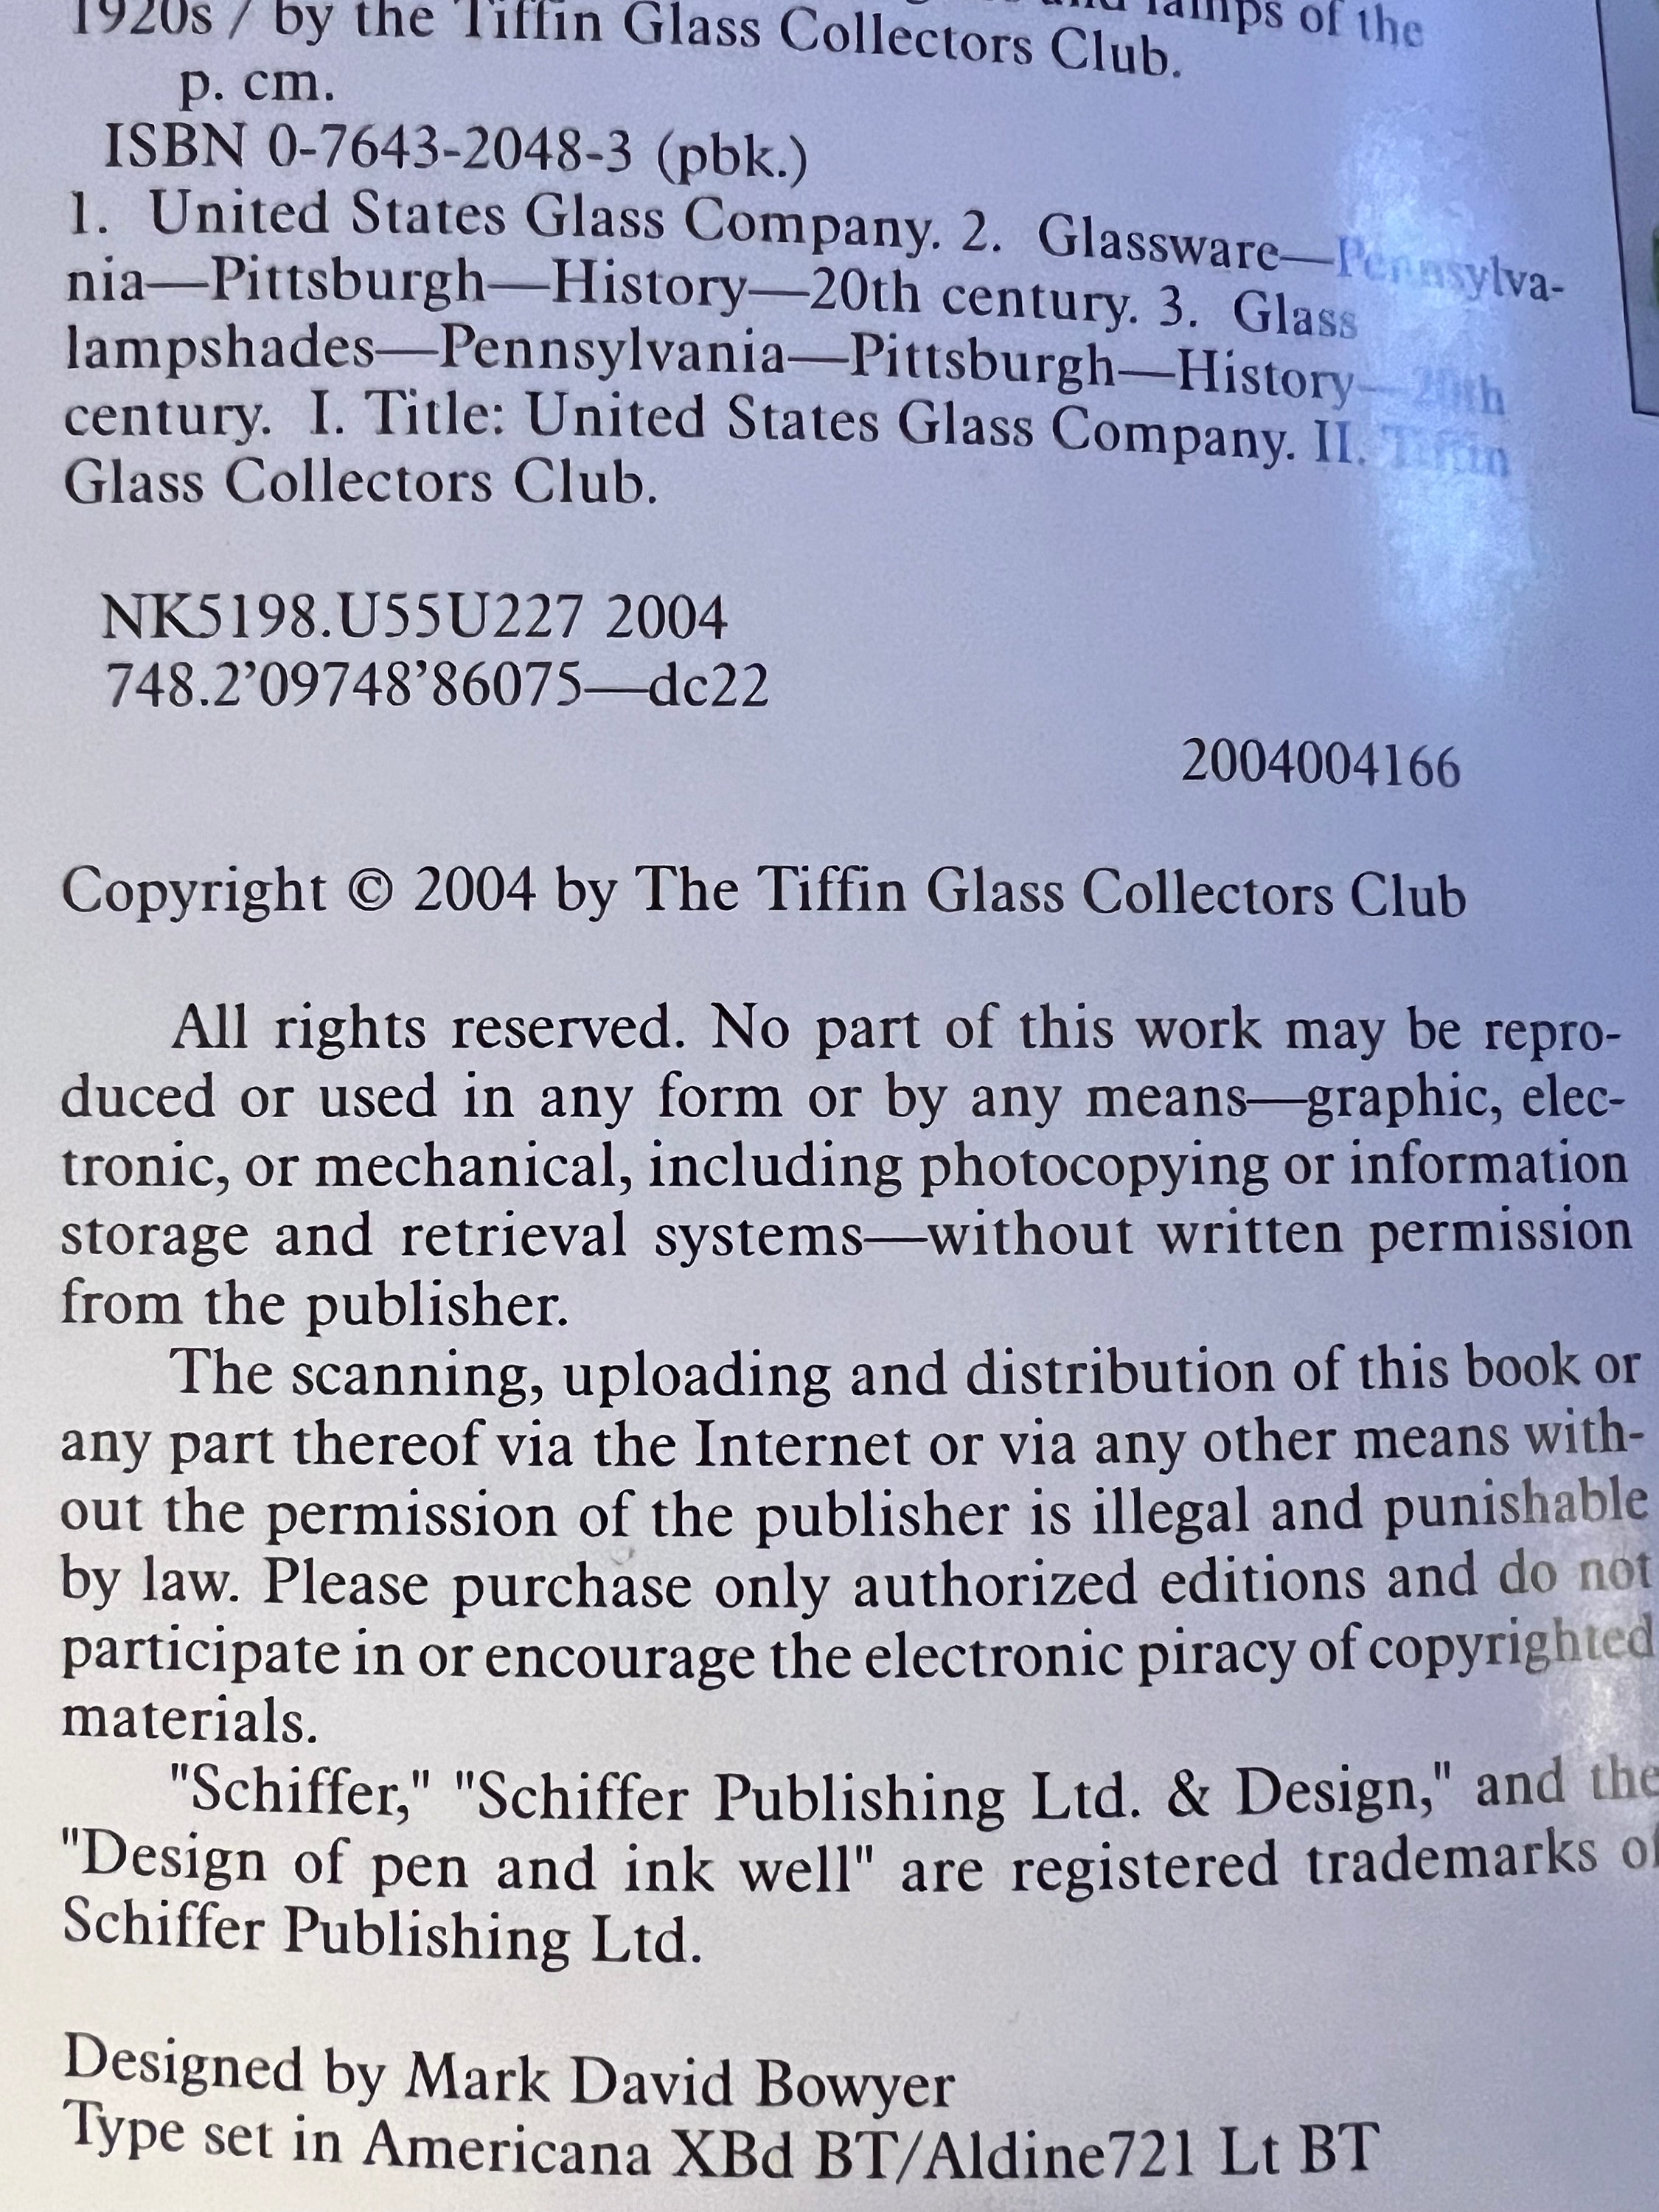 1920s / by the Tiffin Glass Collectors Club. lamps of the
p. cm.
ISBN 0-7643-2048-3 (pbk.)
1. United States Glass Company. 2. Glassware—Pennsylva-
nia—Pittsburgh—History—20th century. 3. Glass
lampshades—Pennsylvania—Pittsburgh—History—20th
century. I. Title: United States Glass Company. II. Tiffin
Glass Collectors Club.
NK5198.U55U227 2004
748.2’09748’86075—dc22
2004004166
Copyright © 2004 by The Tiffin Glass Collectors Club
All rights reserved. No part of this work may be repro-
duced or used in any form or by any means—graphic, elec-
tronic, or mechanical, including photocopying or information
storage and retrieval systems—without written permission
from the publisher.
The scanning, uploading and distribution of this book or
any part thereof via the Internet or via any other means with-
out the permission of the publisher is illegal and punishable
by law. Please purchase only authorized editions and do not
participate in or encourage the electronic piracy of copyrighted
materials.
"Schiffer," "Schiffer Publishing Ltd. & Design," and the
"Design of pen and ink well" are registered trademarks of
Schiffer Publishing Ltd.
Designed by Mark David Bowyer
Type set in Americana XBd BT/Aldine721 Lt BT